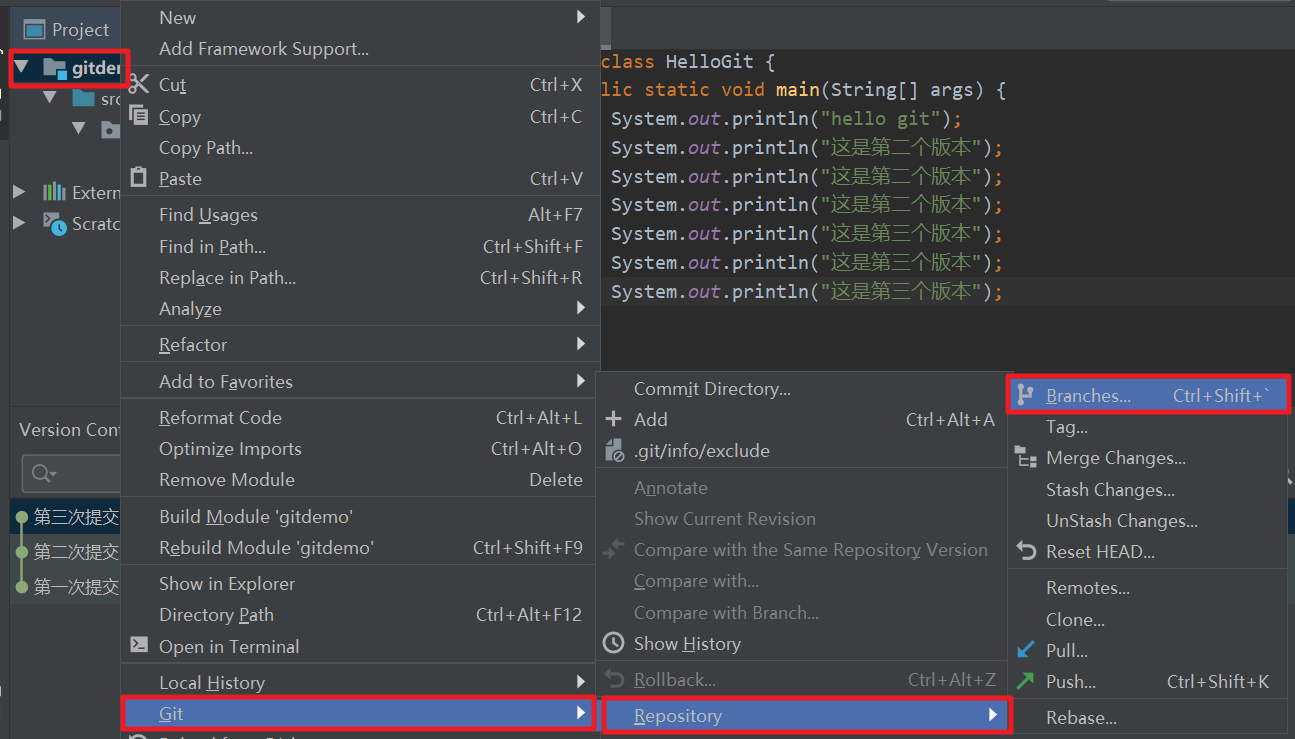 Project
gitder
src
Extern
Scratc
Version Cont
第三次提交
第二次提交
第一次提交
New
Add Framework Support...
Cut Ctrl+X
Copy Ctrl+C
Copy Path...
Paste Ctrl+V
Find Usages Alt+F7
Find in Path... Ctrl+Shift+F
Replace in Path... Ctrl+Shift+R
Analyze
Refactor
Add to Favorites
Reformat Code Ctrl+Alt+L
Optimize Imports Ctrl+Alt+O
Remove Module Delete
Build Module 'gitdemo'
Rebuild Module 'gitdemo' Ctrl+Shift+F9
Show in Explorer
Directory Path Ctrl+Alt+F12
Open in Terminal
Local History
Git
class HelloGit {
lic static void main(String[] args) {
System.out.println("hello git");
System.out.println("这是第二个版本");
System.out.println("这是第二个版本");
System.out.println("这是第二个版本");
System.out.println("这是第三个版本");
System.out.println("这是第三个版本");
System.out.println("这是第三个版本");
Commit Directory...
Add Ctrl+Alt+A
.git/info/exclude
Annotate
Show Current Revision
Compare with the Same Repository Version
Compare with...
Compare with Branch...
Show History
Rollback... Ctrl+Alt+Z
Repository
Branches... Ctrl+Shift+`
Tag...
Merge Changes...
Stash Changes...
UnStash Changes...
Reset HEAD...
Remotes...
Clone...
Pull...
Push... Ctrl+Shift+K
Rebase...